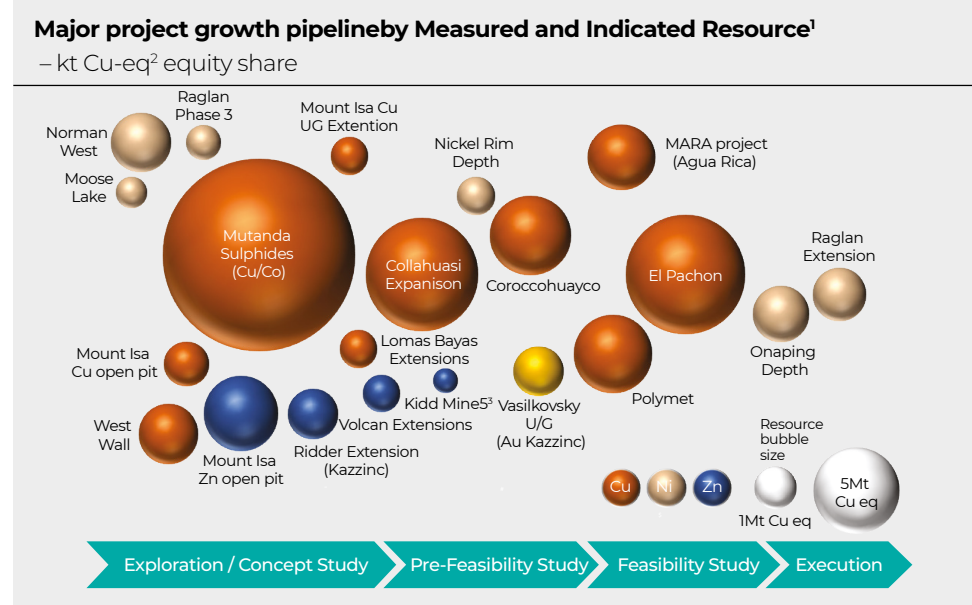 Major project growth pipelineby Measured and Indicated Resource¹
– kt Cu-eq² equity share
Norman
West
Raglan
Phase 3
Moose
Lake
Mount Isa Cu
UG Extention
Nickel Rim
Depth
MARA project
(Agua Rica)
Mutanda
Sulphides
(Cu/Co)
Collahuasi
Expanison
Coroccohuayco
El Pachon
Raglan
Extension
Onaping
Depth
Mount Isa
Cu open pit
Lomas Bayas
Extensions
Kidd Mine5³
Volcan Extensions
Vasilkovsky
U/G
(Au Kazzinc)
Polymet
West
Wall
Mount Isa
Zn open pit
Ridder Extension
(Kazzinc)
Resource
bubble
size
Cu
Ni
Zn
1Mt Cu eq
5Mt
Cu eq
Exploration / Concept Study
Pre-Feasibility Study
Feasibility Study
Execution